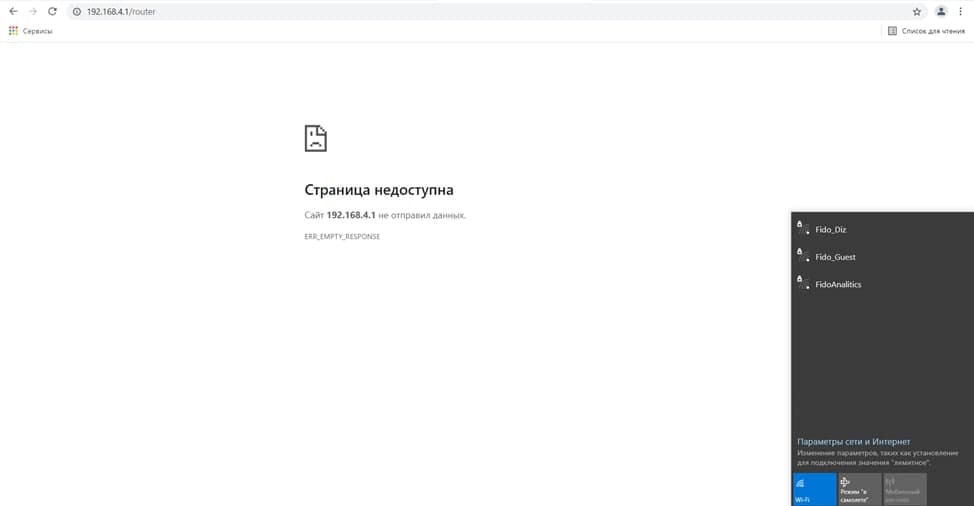 192.168.4.1/router
Сервисы
Список для чтения
Страница недоступна
Сайт 192.168.4.1 не отправил данных.
ERR_EMPTY_RESPONSE
Fido_Diz
Fido_Guest
FidoAnalitics
Параметры сети и Интернет
Изменение параметров, таких как установление
для подключения значения "лимитное".
Wi-Fi
Режим "в
самолете"
Мобильный